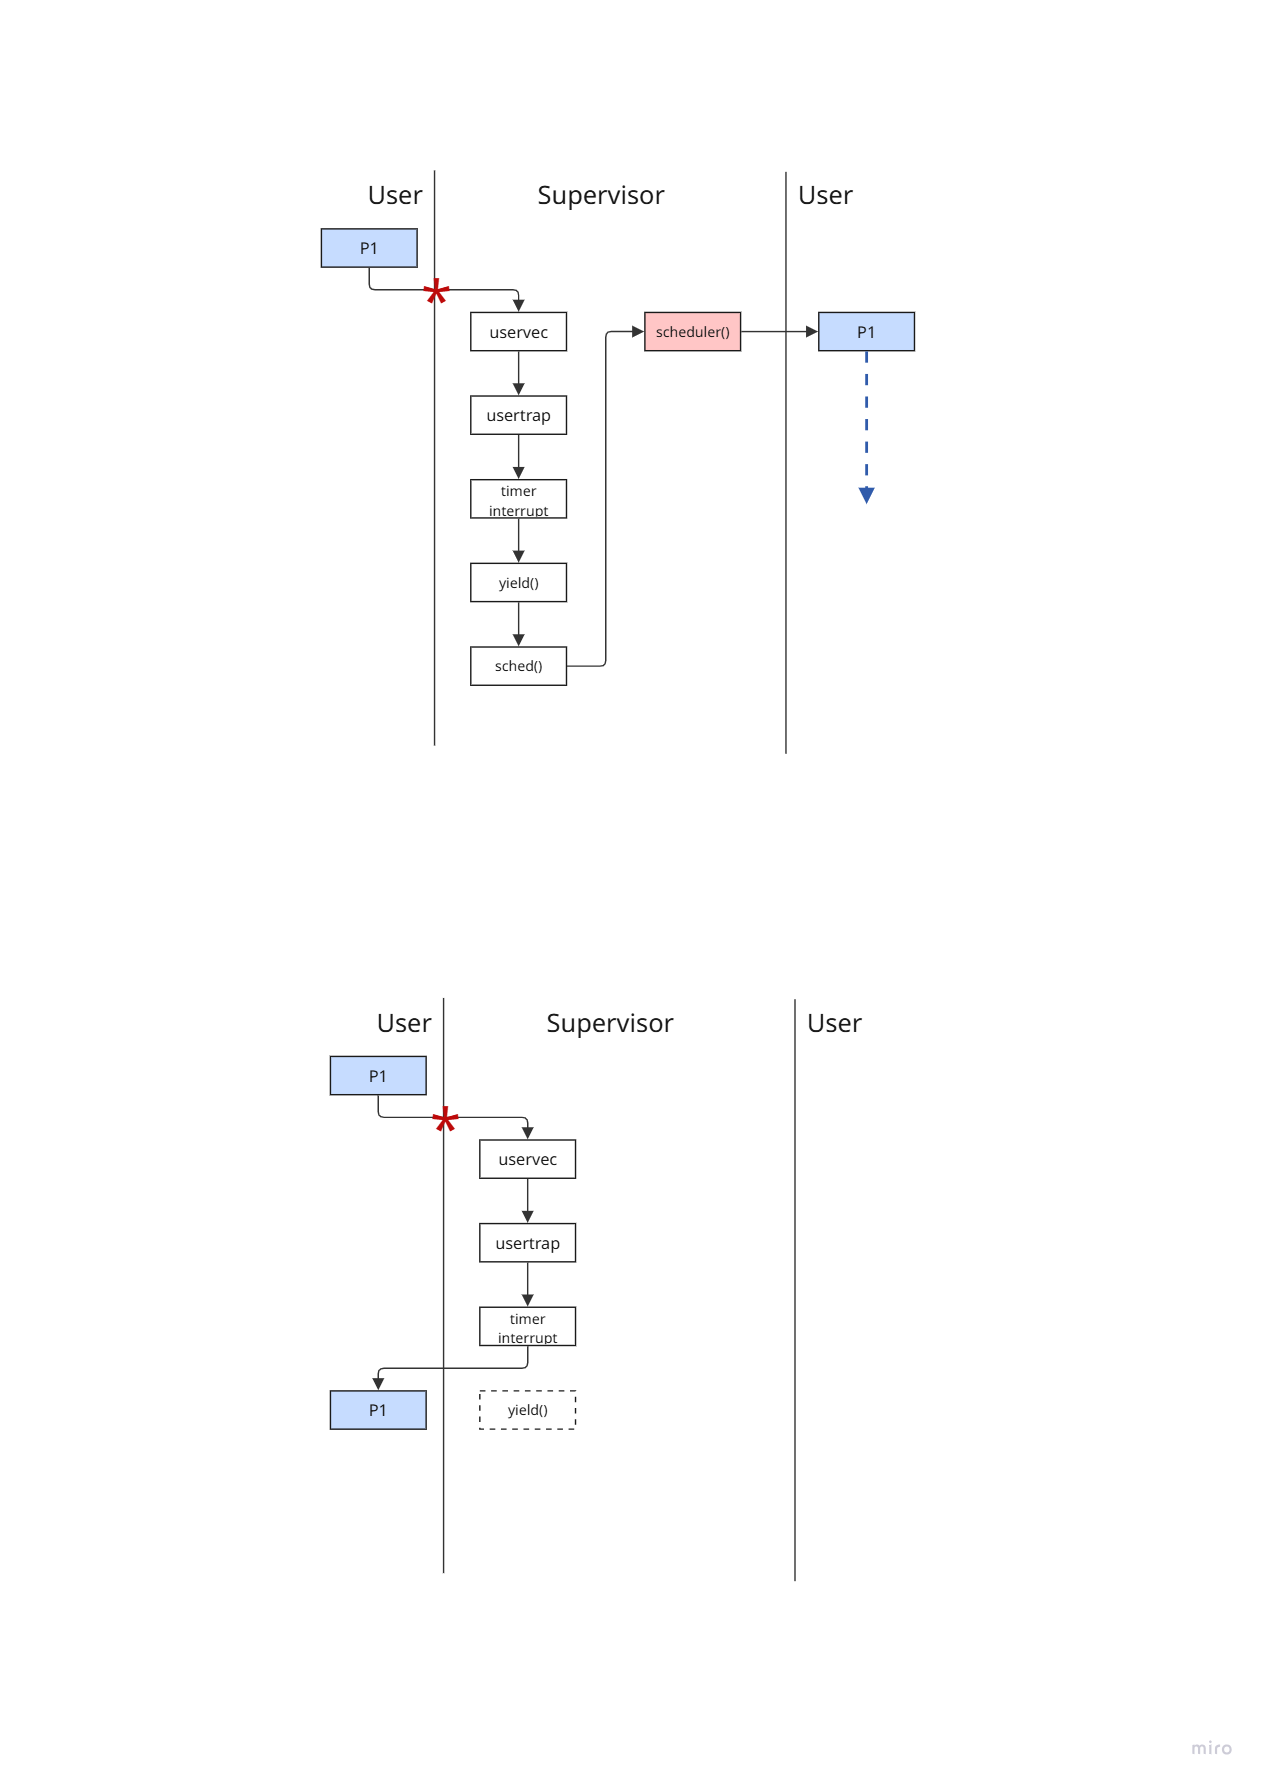 User
Supervisor
User
P1
uservec
scheduler()
P1
usertrap
timer
interrupt
yield()
sched()
User
Supervisor
User
P1
uservec
usertrap
timer
interrupt
P1
yield()
miro